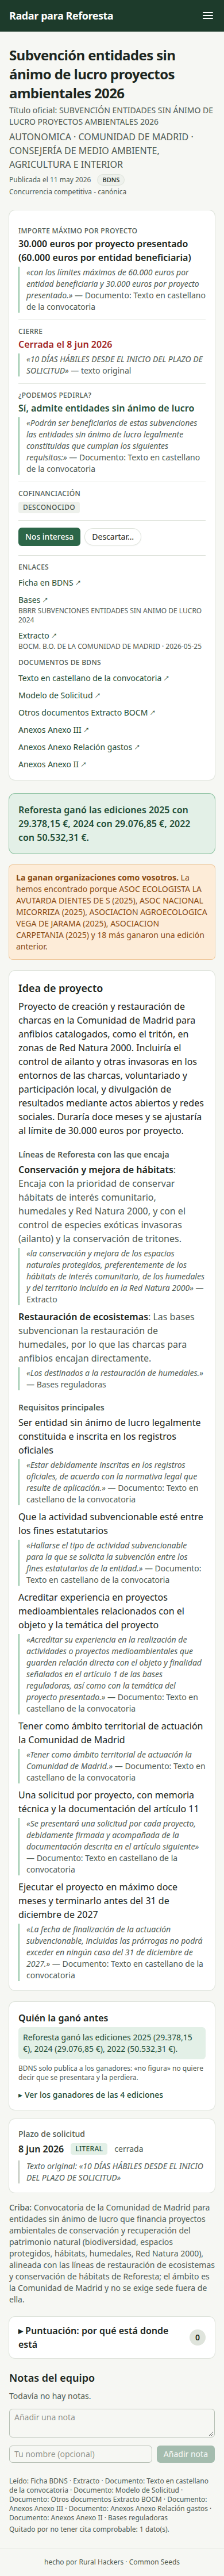 Radar para Reforesta
Subvención entidades sin
ánimo de lucro proyectos
ambientales 2026
Título oficial: SUBVENCIÓN ENTIDADES SIN ÁNIMO DE
LUCRO PROYECTOS AMBIENTALES 2026
AUTONOMICA · COMUNIDAD DE MADRID ·
CONSEJERÍA DE MEDIO AMBIENTE,
AGRICULTURA E INTERIOR
Publicada el 11 may 2026 BDNS
Concurrencia competitiva - canónica
IMPORTE MÁXIMO POR PROYECTO
30.000 euros por proyecto presentado
(60.000 euros por entidad beneficiaria)
«con los límites máximos de 60.000 euros por
entidad beneficiaria y 30.000 euros por proyecto
presentado.» — Documento: Texto en castellano
de la convocatoria
CIERRE
Cerrada el 8 jun 2026
«10 DÍAS HÁBILES DESDE EL INICIO DEL PLAZO DE
SOLICITUD» — texto original
¿PODEMOS PEDIRLA?
Sí, admite entidades sin ánimo de lucro
«Podrán ser beneficiarios de estas subvenciones
las entidades sin ánimo de lucro legalmente
constituidas que cumplan los siguientes
requisitos:» — Documento: Texto en castellano
de la convocatoria
COFINANCIACIÓN
DESCONOCIDO
Nos interesa Descartar…
ENLACES
Ficha en BDNS ↗
Bases ↗
BBRR SUBVENCIONES ENTIDADES SIN ANIMO DE LUCRO
2024
Extracto ↗
BOCM. B.O. DE LA COMUNIDAD DE MADRID · 2026-05-25
DOCUMENTOS DE BDNS
Texto en castellano de la convocatoria ↗
Modelo de Solicitud ↗
Otros documentos Extracto BOCM ↗
Anexos Anexo III ↗
Anexos Anexo Relación gastos ↗
Anexos Anexo II ↗
Reforesta ganó las ediciones 2025 con
29.378,15 €, 2024 con 29.076,85 €, 2022
con 50.532,31 €.
La ganan organizaciones como vosotros. La
hemos encontrado porque ASOC ECOLOGISTA LA
AVUTARDA DIENTES DE S (2025), ASOC NACIONAL
MICORRIZA (2025), ASOCIACION AGROECOLOGICA
VEGA DE JARAMA (2025), ASOCIACION
CARPETANIA (2025) y 18 más ganaron una edición
anterior.
Idea de proyecto
Proyecto de creación y restauración de
charcas en la Comunidad de Madrid para
anfibios catalogados, como el tritón, en
zonas de Red Natura 2000. Incluiría el
control de ailanto y otras invasoras en los
entornos de las charcas, voluntariado y
participación local, y divulgación de
resultados mediante actos abiertos y redes
sociales. Duraría doce meses y se ajustaría
al límite de 30.000 euros por proyecto.
Líneas de Reforesta con las que encaja
Conservación y mejora de hábitats:
Encaja con la prioridad de conservar
hábitats de interés comunitario,
humedales y Red Natura 2000, y con el
control de especies exóticas invasoras
(ailanto) y la conservación de tritones.
«la conservación y mejora de los espacios
naturales protegidos, preferentemente de los
hábitats de interés comunitario, de los humedales
y del territorio incluido en la Red Natura 2000» —
Extracto
Restauración de ecosistemas: Las bases
subvencionan la restauración de
humedales, por lo que las charcas para
anfibios encajan directamente.
«Los destinados a la restauración de humedales.»
— Bases reguladoras
Requisitos principales
Ser entidad sin ánimo de lucro legalmente
constituida e inscrita en los registros
oficiales
«Estar debidamente inscritas en los registros
oficiales, de acuerdo con la normativa legal que
resulte de aplicación.» — Documento: Texto en
castellano de la convocatoria
Que la actividad subvencionable esté entre
los fines estatutarios
«Hallarse el tipo de actividad subvencionable
para la que se solicita la subvención entre los
fines estatutarios de la entidad.» — Documento:
Texto en castellano de la convocatoria
Acreditar experiencia en proyectos
medioambientales relacionados con el
objeto y la temática del proyecto
«Acreditar su experiencia en la realización de
actividades o proyectos medioambientales que
guarden relación directa con el objeto y finalidad
señalados en el artículo 1 de las bases
reguladoras, así como con la temática del
proyecto presentado.» — Documento: Texto en
castellano de la convocatoria
Tener como ámbito territorial de actuación
la Comunidad de Madrid
«Tener como ámbito territorial de actuación la
Comunidad de Madrid.» — Documento: Texto en
castellano de la convocatoria
Una solicitud por proyecto, con memoria
técnica y la documentación del artículo 11
«Se presentará una solicitud por cada proyecto,
debidamente firmada y acompañada de la
documentación descrita en el artículo siguiente»
— Documento: Texto en castellano de la
convocatoria
Ejecutar el proyecto en máximo doce
meses y terminarlo antes del 31 de
diciembre de 2027
«La fecha de finalización de la actuación
subvencionable, incluidas las prórrogas no podrá
exceder en ningún caso del 31 de diciembre de
2027.» — Documento: Texto en castellano de la
convocatoria
Quién la ganó antes
Reforesta ganó las ediciones 2025 (29.378,15
€), 2024 (29.076,85 €), 2022 (50.532,31 €).
BDNS solo publica a los ganadores: «no figura» no quiere
decir que se presentara y la perdiera.
▸ Ver los ganadores de las 4 ediciones
Plazo de solicitud
8 jun 2026 LITERAL cerrada
Texto original: «10 DÍAS HÁBILES DESDE EL INICIO
DEL PLAZO DE SOLICITUD»
Criba: Convocatoria de la Comunidad de Madrid para
entidades sin ánimo de lucro que financia proyectos
ambientales de conservación y recuperación del
patrimonio natural (biodiversidad, espacios
protegidos, hábitats, humedales, Red Natura 2000),
alineada con las líneas de restauración de ecosistemas
y conservación de hábitats de Reforesta; el ámbito es
la Comunidad de Madrid y no se exige sede fuera de
ella.
▸ Puntuación: por qué está donde
está
0
Notas del equipo
Todavía no hay notas.
Añadir una nota
Tu nombre (opcional) Añadir nota
Leído: Ficha BDNS · Extracto · Documento: Texto en castellano
de la convocatoria · Documento: Modelo de Solicitud ·
Documento: Otros documentos Extracto BOCM · Documento:
Anexos Anexo III · Documento: Anexos Anexo Relación gastos ·
Documento: Anexos Anexo II · Bases reguladoras
Quitado por no tener cita comprobable: 1 dato(s).
hecho por Rural Hackers · Common Seeds